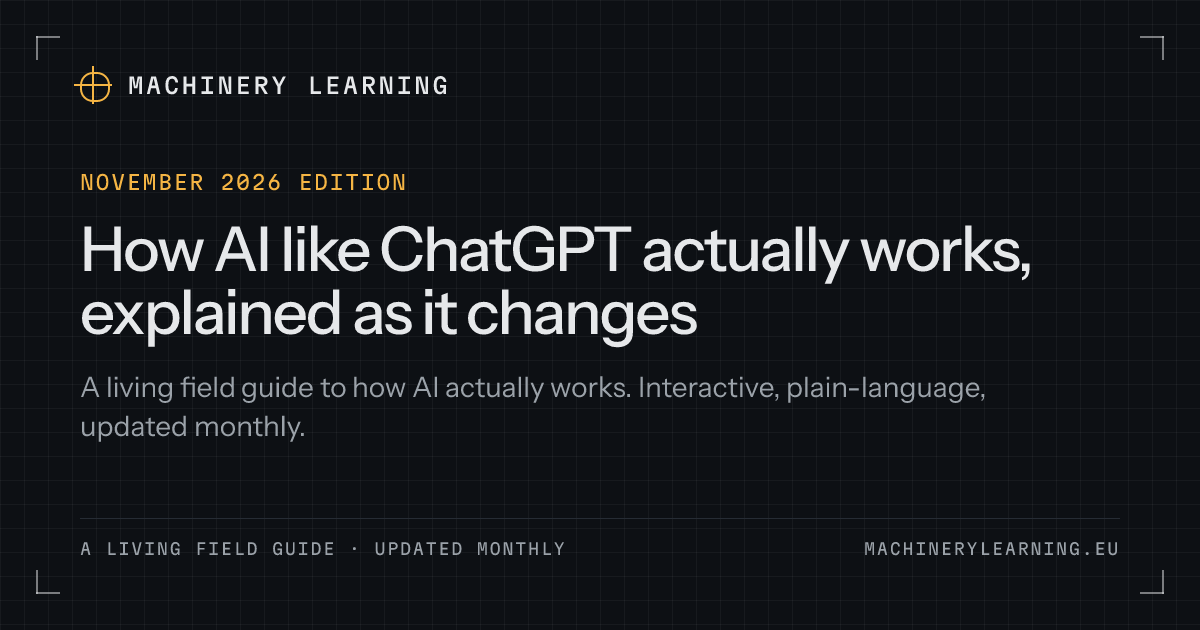 MACHINERY LEARNING
NOVEMBER 2026 EDITION
How AI like ChatGPT actually works,
explained as it changes
A living field guide to how AI actually works. Interactive, plain-language,
updated monthly.
A LIVING FIELD GUIDE · UPDATED MONTHLY
MACHINERYLEARNING.EU